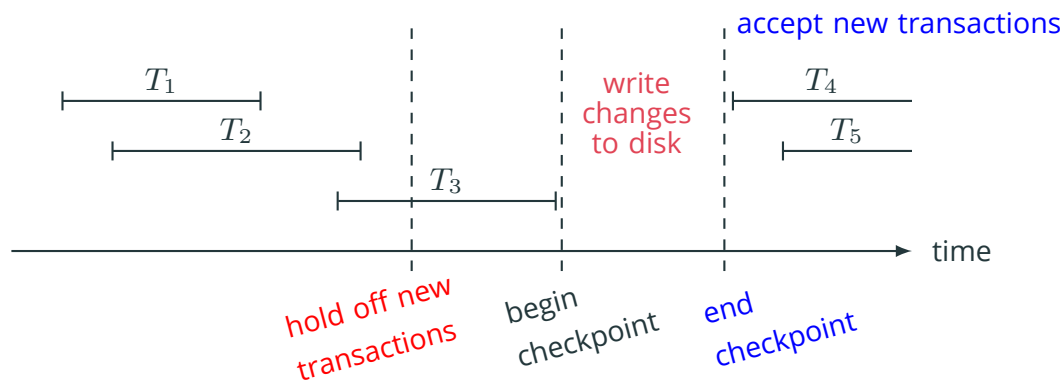 accept new transactions
T₁
write
changes
to disk
T₄
T₂
T₅
T₃
time
hold off new
transactions
begin
checkpoint
end
checkpoint